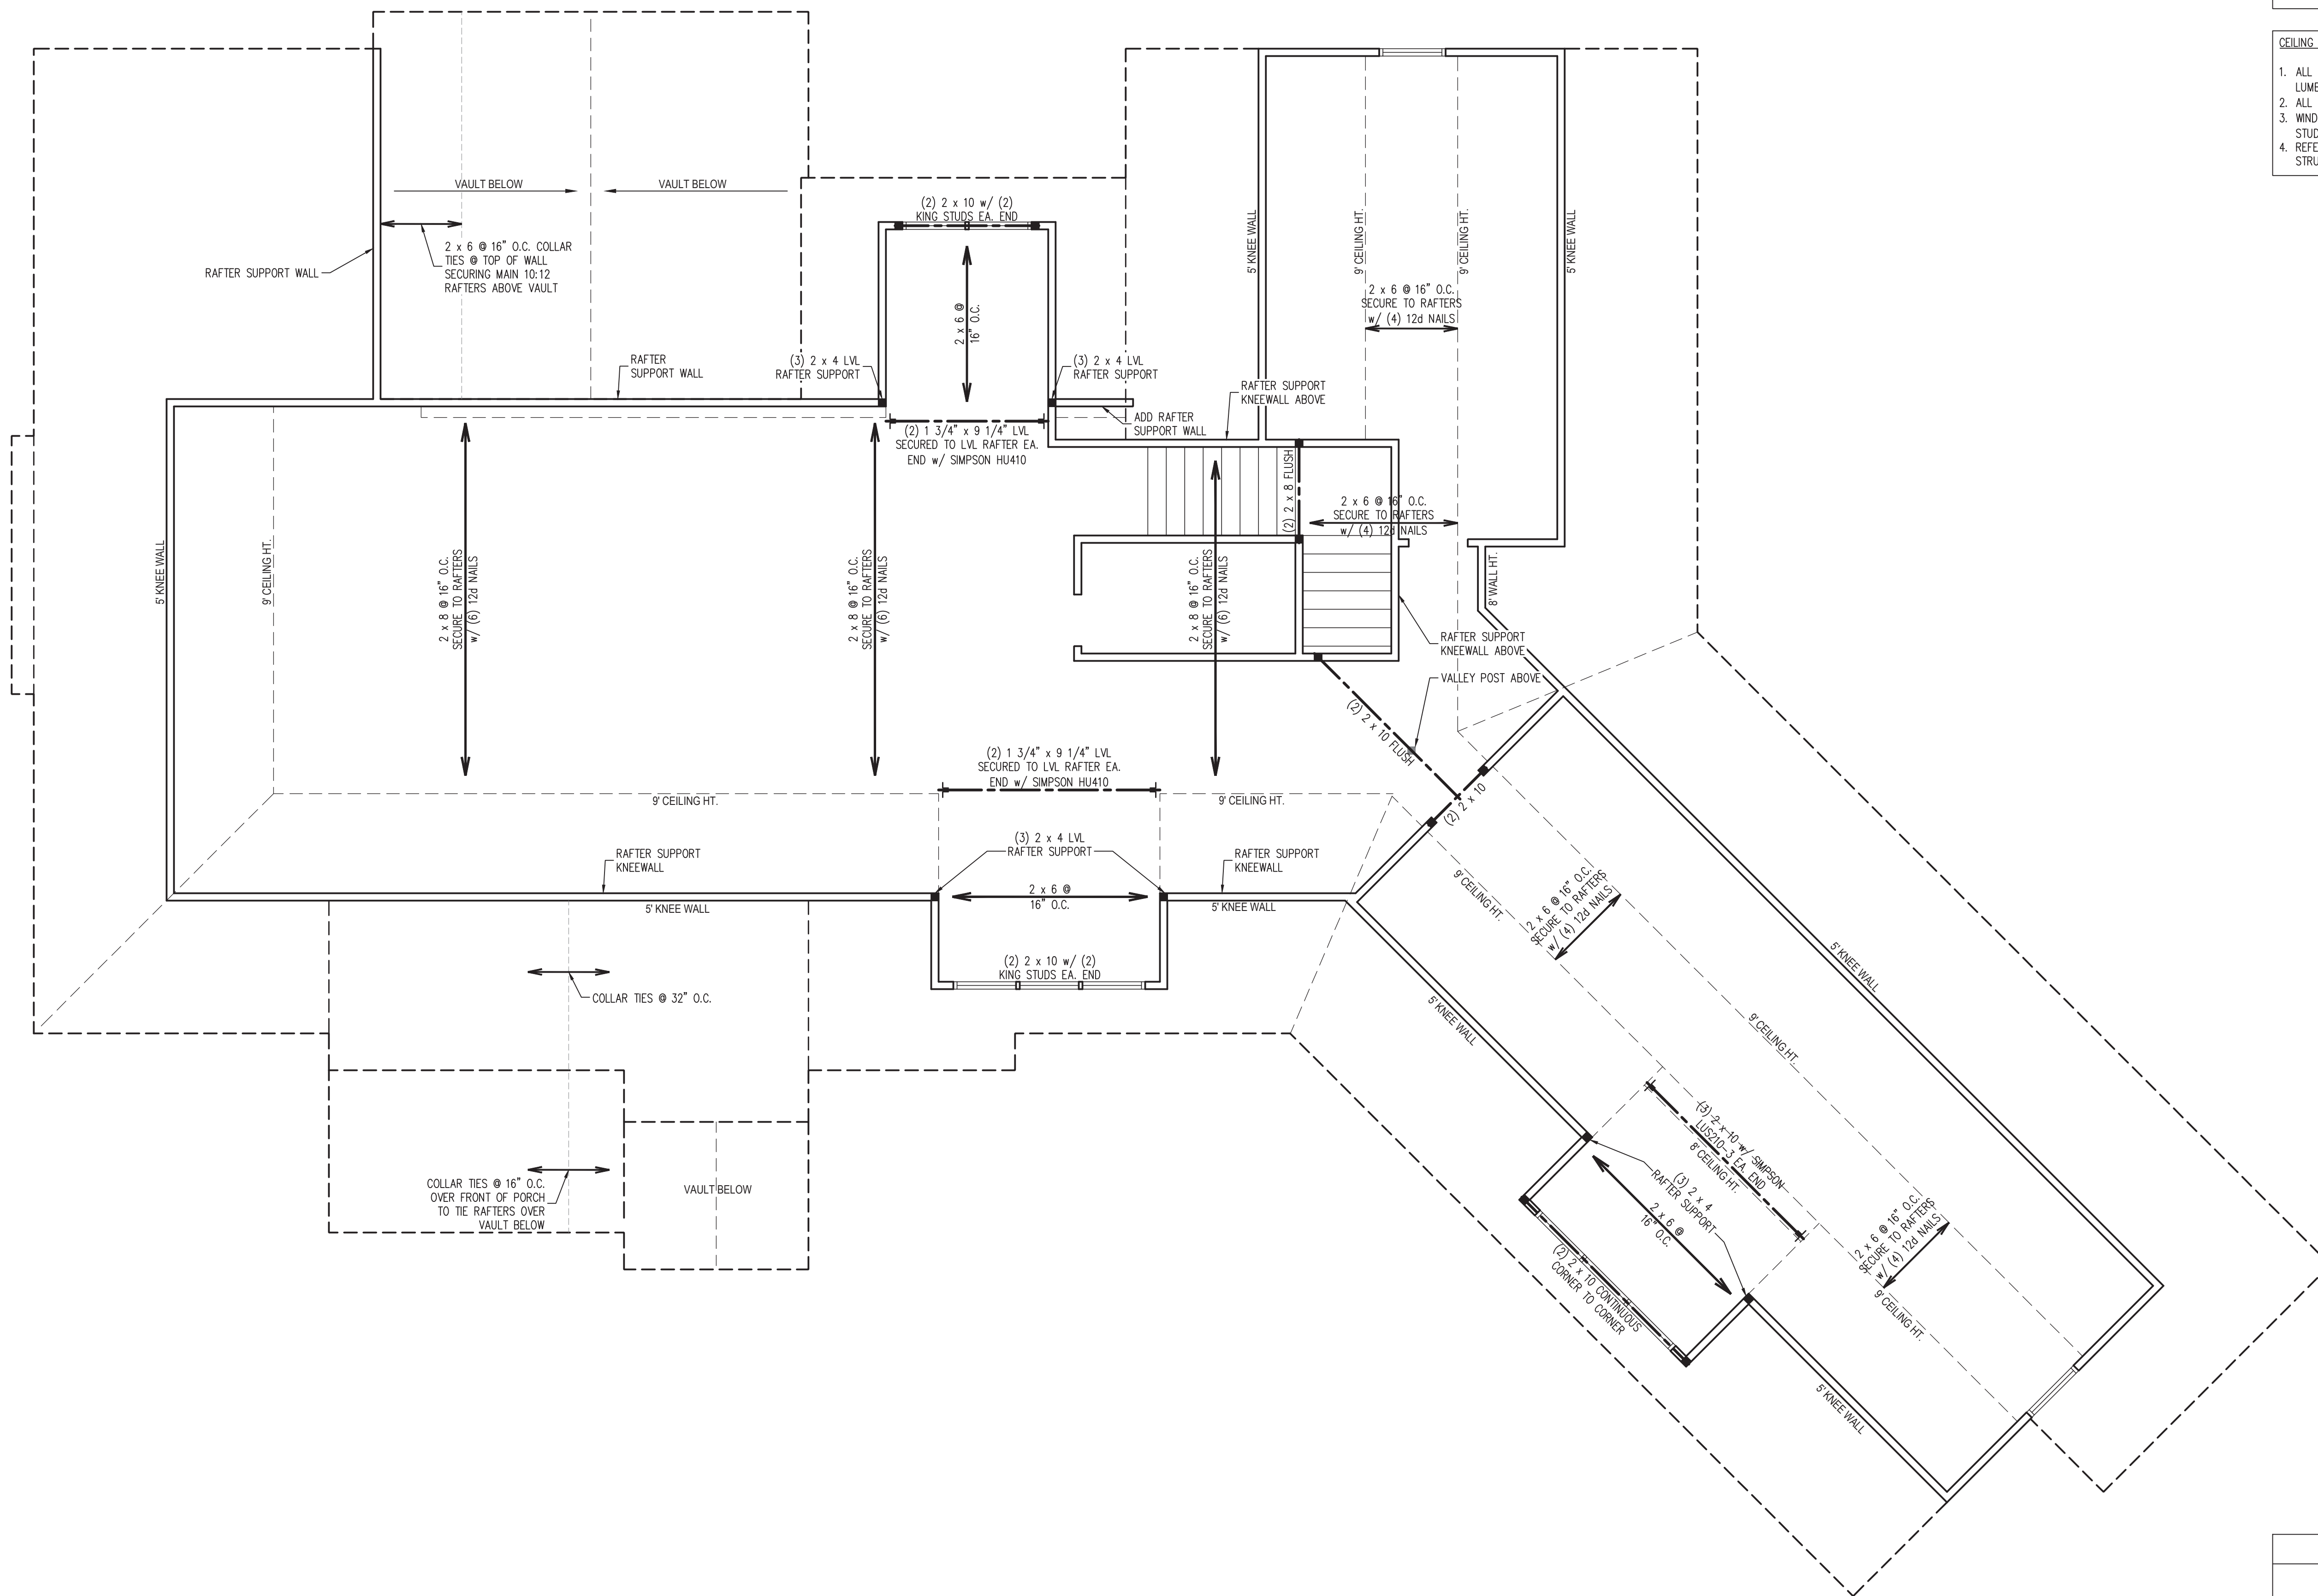 CEILING
1. ALL
LUMBE
2. ALL
3. WIND
STUD
4. REFE
STRU
VAULT BELOW
VAULT BELOW
2 x 6 @ 16" O.C. COLLAR
TIES @ TOP OF WALL
SECURING MAIN 10:12
RAFTERS ABOVE VAULT
RAFTER SUPPORT WALL
(2) 2 x 10 w/ (2)
KING STUDS EA. END
2 x 6 @
16" O.C.
5' KNEE WALL
9' CEILING HT.
9' CEILING HT.
5' KNEE WALL
2 x 6 @ 16" O.C.
SECURE TO RAFTERS
w/ (4) 12d NAILS
RAFTER
SUPPORT WALL
(3) 2 x 4 LVL
RAFTER SUPPORT
(3) 2 x 4 LVL
RAFTER SUPPORT
RAFTER SUPPORT
KNEEWALL ABOVE
ADD RAFTER
SUPPORT WALL
(2) 1 3/4" x 9 1/4" LVL
SECURED TO LVL RAFTER EA.
END w/ SIMPSON HU410
(2) 2 x 8 FLUSH
2 x 6 @ 16" O.C.
SECURE TO RAFTERS
w/ (4) 12d NAILS
5' KNEE WALL
9' CEILING HT.
2 x 8 @ 16" O.C.
SECURE TO RAFTERS
w/ (6) 12d NAILS
2 x 8 @ 16" O.C.
SECURE TO RAFTERS
w/ (6) 12d NAILS
2 x 8 @ 16" O.C.
SECURE TO RAFTERS
w/ (6) 12d NAILS
8' WALL HT.
RAFTER SUPPORT
KNEEWALL ABOVE
VALLEY POST ABOVE
(2) 2 x 10 FLUSH
(2) 2 x 10
(2) 1 3/4" x 9 1/4" LVL
SECURED TO LVL RAFTER EA.
END w/ SIMPSON HU410
9' CEILING HT.
9' CEILING HT.
(3) 2 x 4 LVL
RAFTER SUPPORT
RAFTER SUPPORT
KNEEWALL
RAFTER SUPPORT
KNEEWALL
2 x 6 @
16" O.C.
5' KNEE WALL
5' KNEE WALL
(2) 2 x 10 w/ (2)
KING STUDS EA. END
COLLAR TIES @ 32" O.C.
COLLAR TIES @ 16" O.C.
OVER FRONT OF PORCH
TO TIE RAFTERS OVER
VAULT BELOW
VAULT BELOW
9' CEILING HT.
2 x 6 @ 16" O.C.
SECURE TO RAFTERS
w/ (4) 12d NAILS
5' KNEE WALL
5' KNEE WALL
9' CEILING HT.
(3) 2 x 10 w/ SIMPSON
LUS210-3 EA. END
8' CEILING HT.
(3) 2 x 4
RAFTER SUPPORT
2 x 6 @
16" O.C.
(2) 2 x 10 CONTINUOUS
CORNER TO CORNER
2 x 6 @ 16" O.C.
SECURE TO RAFTERS
w/ (4) 12d NAILS
9' CEILING HT.
5' KNEE WALL